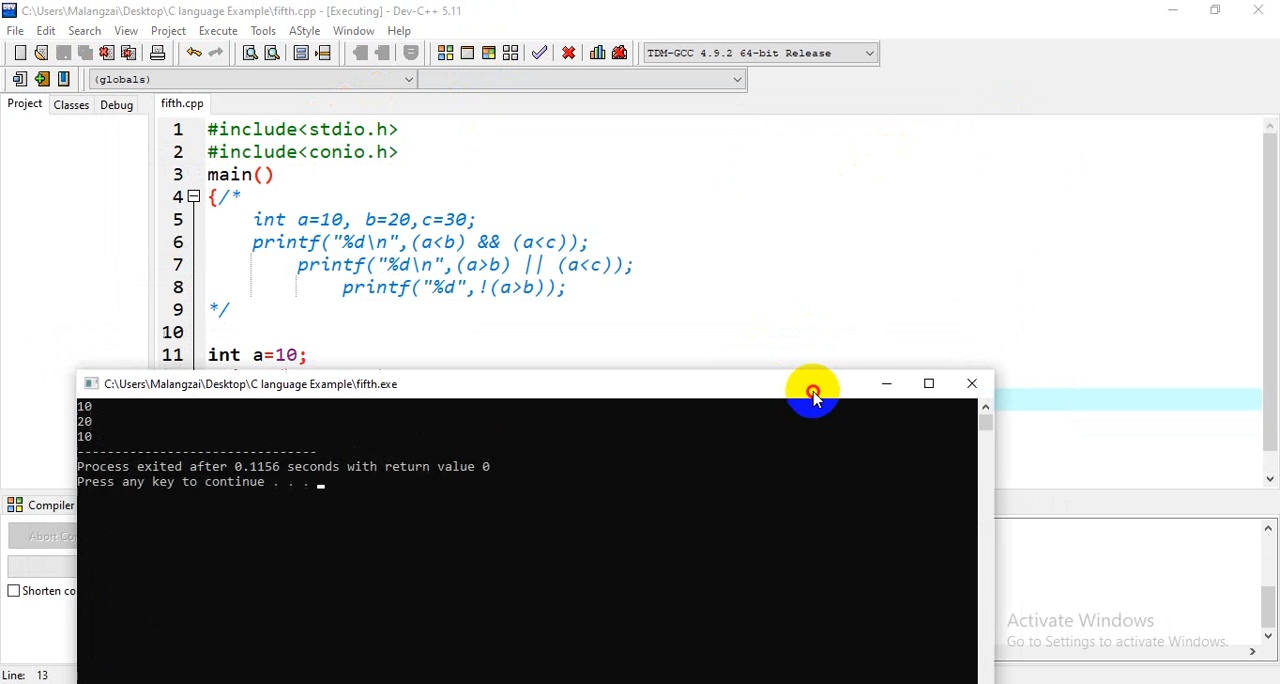 C:\Users\Malangzai\Desktop\C language Example\fifth.cpp - [Executing] - Dev-C++ 5.11
File Edit Search View Project Execute Tools AStyle Window Help
TDM-GCC 4.9.2 64-bit Release
(globals)
Project Classes Debug fifth.cpp
1 #include<stdio.h>
2 #include<conio.h>
3 main()
4 {/*
5 int a=10, b=20,c=30;
6 printf("%d\n",(a<b) && (a<c));
7 printf("%d\n",(a>b) || (a<c));
8 printf("%d",!(a>b));
9 */
10
11 int a=10;
C:\Users\Malangzai\Desktop\C language Example\fifth.exe
10
20
10
--------------------------------
Process exited after 0.1156 seconds with return value 0
Press any key to continue . . .
Compiler
Abort Co
Shorten co
Activate Windows
Go to Settings to activate Windows.
Line: 13